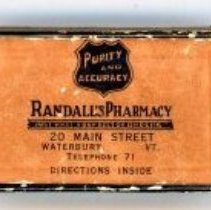 PURITY
AND
ACCURACY
RANDALL'S PHARMACY
20 MAIN STREET
WATERBURY, VT.
TELEPHONE 71
DIRECTIONS INSIDE